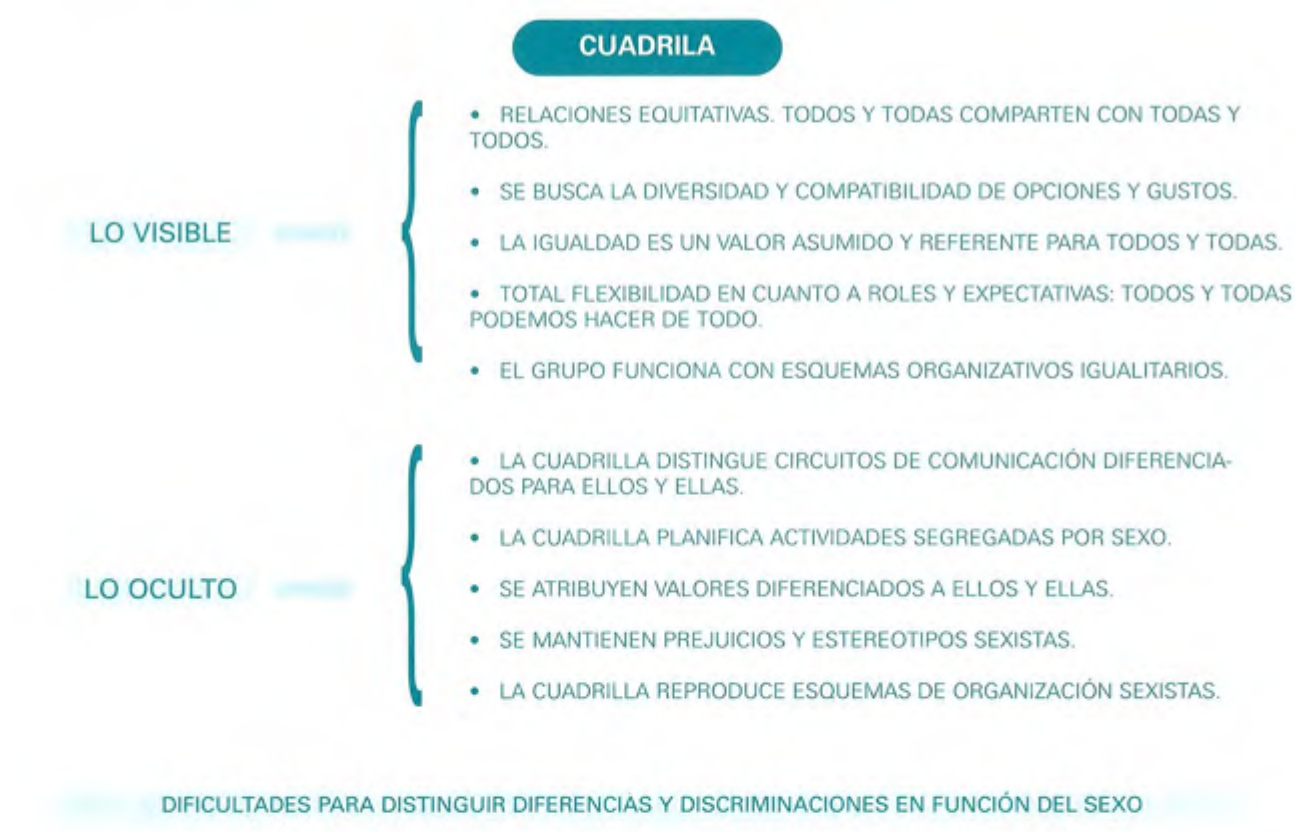 CUADRILA
• RELACIONES EQUITATIVAS. TODOS Y TODAS COMPARTEN CON TODAS Y
TODOS.
• SE BUSCA LA DIVERSIDAD Y COMPATIBILIDAD DE OPCIONES Y GUSTOS.
LO VISIBLE
• LA IGUALDAD ES UN VALOR ASUMIDO Y REFERENTE PARA TODOS Y TODAS.
• TOTAL FLEXIBILIDAD EN CUANTO A ROLES Y EXPECTATIVAS: TODOS Y TODAS
PODEMOS HACER DE TODO.
• EL GRUPO FUNCIONA CON ESQUEMAS ORGANIZATIVOS IGUALITARIOS.
• LA CUADRILLA DISTINGUE CIRCUITOS DE COMUNICACIÓN DIFERENCIA-
DOS PARA ELLOS Y ELLAS.
• LA CUADRILLA PLANIFICA ACTIVIDADES SEGREGADAS POR SEXO.
LO OCULTO
• SE ATRIBUYEN VALORES DIFERENCIADOS A ELLOS Y ELLAS.
• SE MANTIENEN PREJUICIOS Y ESTEREOTIPOS SEXISTAS.
• LA CUADRILLA REPRODUCE ESQUEMAS DE ORGANIZACIÓN SEXISTAS.
DIFICULTADES PARA DISTINGUIR DIFERENCIAS Y DISCRIMINACIONES EN FUNCIÓN DEL SEXO